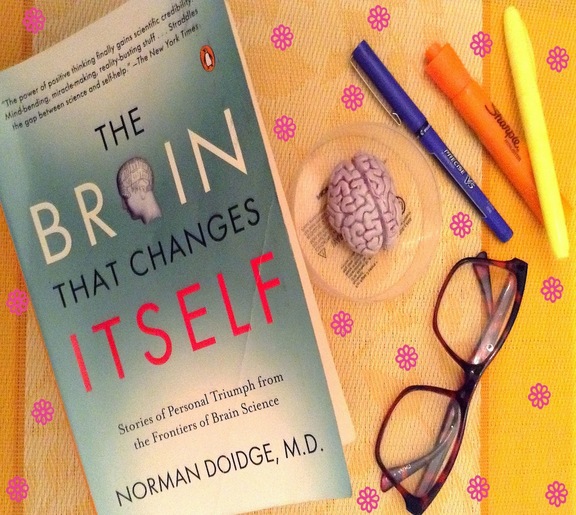 "The power of positive thinking finally gains scientific credibility.
Mind-bending, miracle-making, reality-busting stuff . . . Straddles
the gap between science and self-help." —The New York Times
THE
BRAIN
THAT CHANGES
ITSELF
Stories of Personal Triumph from
the Frontiers of Brain Science
NORMAN DOIDGE, M.D.
PRECISE V5
Sharpie